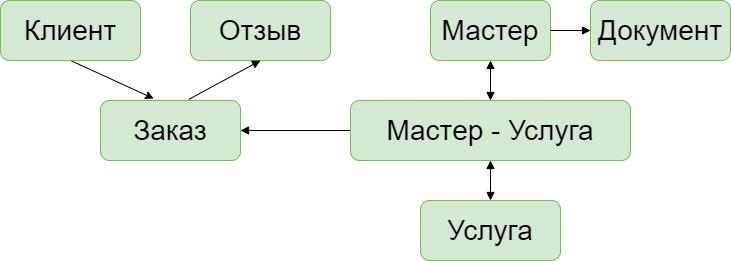 Клиент
Отзыв
Мастер
Документ
Заказ
Мастер - Услуга
Услуга